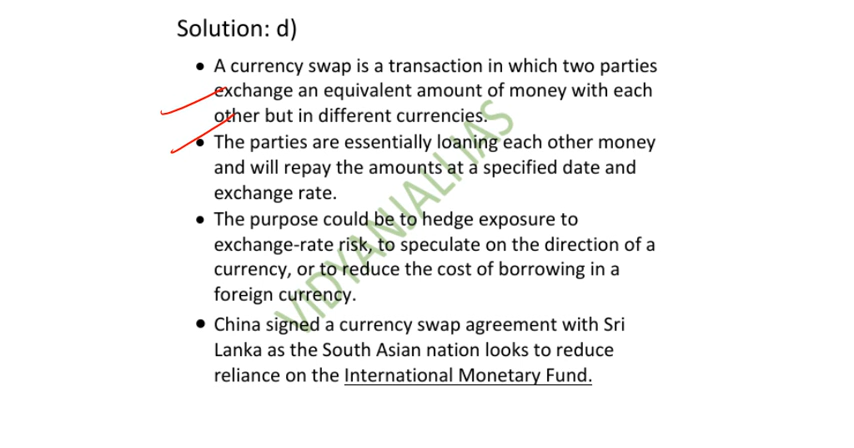 Solution: d)
• A currency swap is a transaction in which two parties
exchange an equivalent amount of money with each
other but in different currencies.
• The parties are essentially loaning each other money
and will repay the amounts at a specified date and
exchange rate.
• The purpose could be to hedge exposure to
exchange-rate risk, to speculate on the direction of a
currency, or to reduce the cost of borrowing in a
foreign currency.
• China signed a currency swap agreement with Sri
Lanka as the South Asian nation looks to reduce
reliance on the International Monetary Fund.
VIDYANJALI IAS